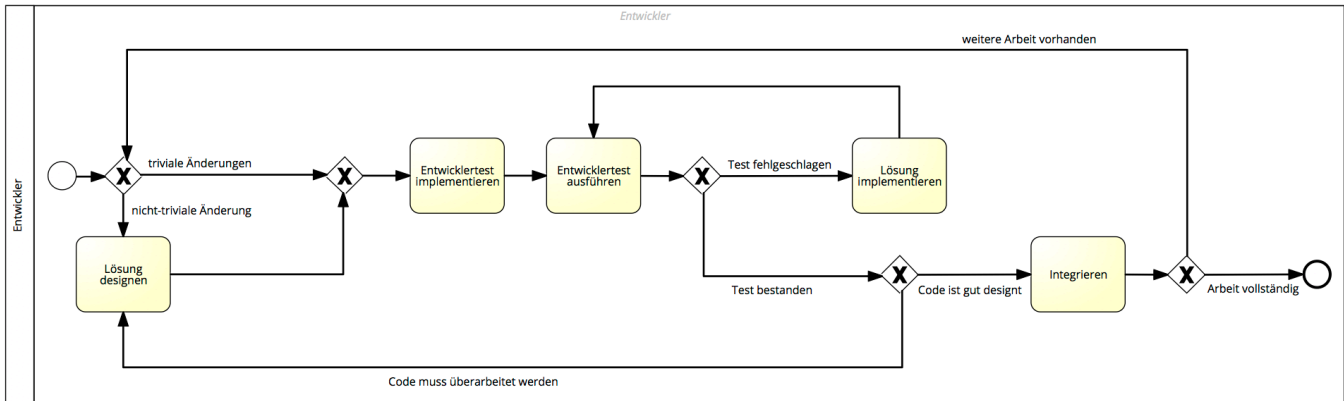 Entwickler
weitere Arbeit vorhanden
Entwickler
triviale Änderungen
Entwicklertest
implementieren
Entwicklertest
ausführen
Test fehlgeschlagen
Lösung
implementieren
nicht-triviale Änderung
Lösung
designen
Test bestanden
Code ist gut designt
Integrieren
Arbeit vollständig
Code muss überarbeitet werden